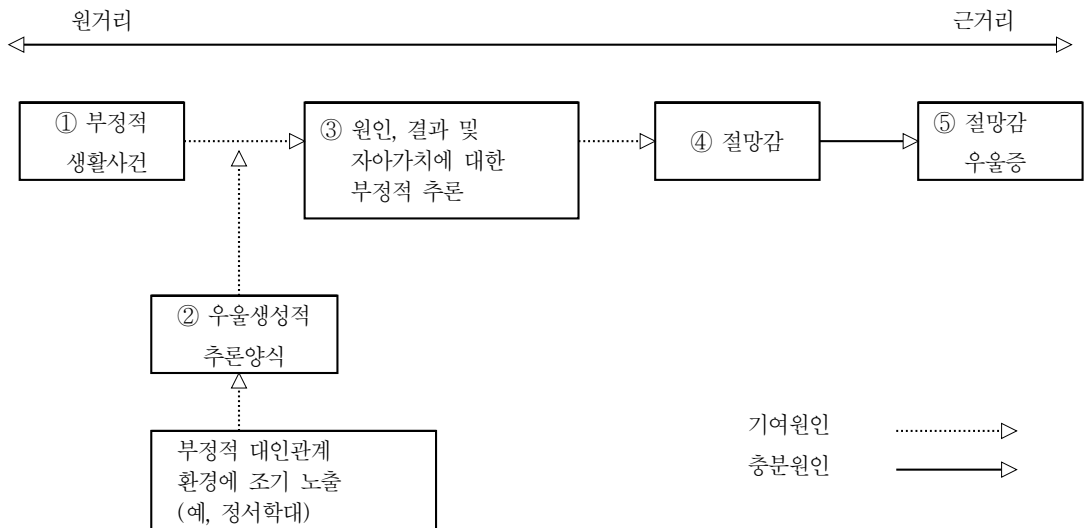 원거리
근거리
① 부정적
생활사건
③ 원인, 결과 및
자아가치에 대한
부정적 추론
④ 절망감
⑤ 절망감
우울증
② 우울생성적
추론양식
부정적 대인관계
환경에 조기 노출
(예, 정서학대)
기여원인
충분원인